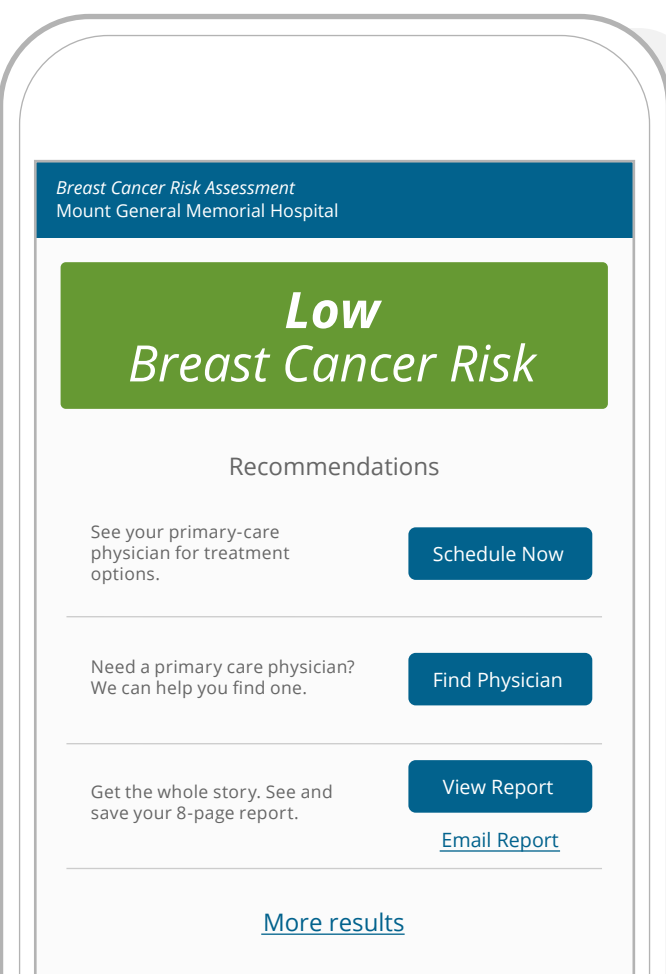 Breast Cancer Risk Assessment
Mount General Memorial Hospital
Low
Breast Cancer Risk
Recommendations
See your primary-care
physician for treatment
options.
Schedule Now
Need a primary care physician?
We can help you find one.
Find Physician
Get the whole story. See and
save your 8-page report.
View Report
Email Report
More results